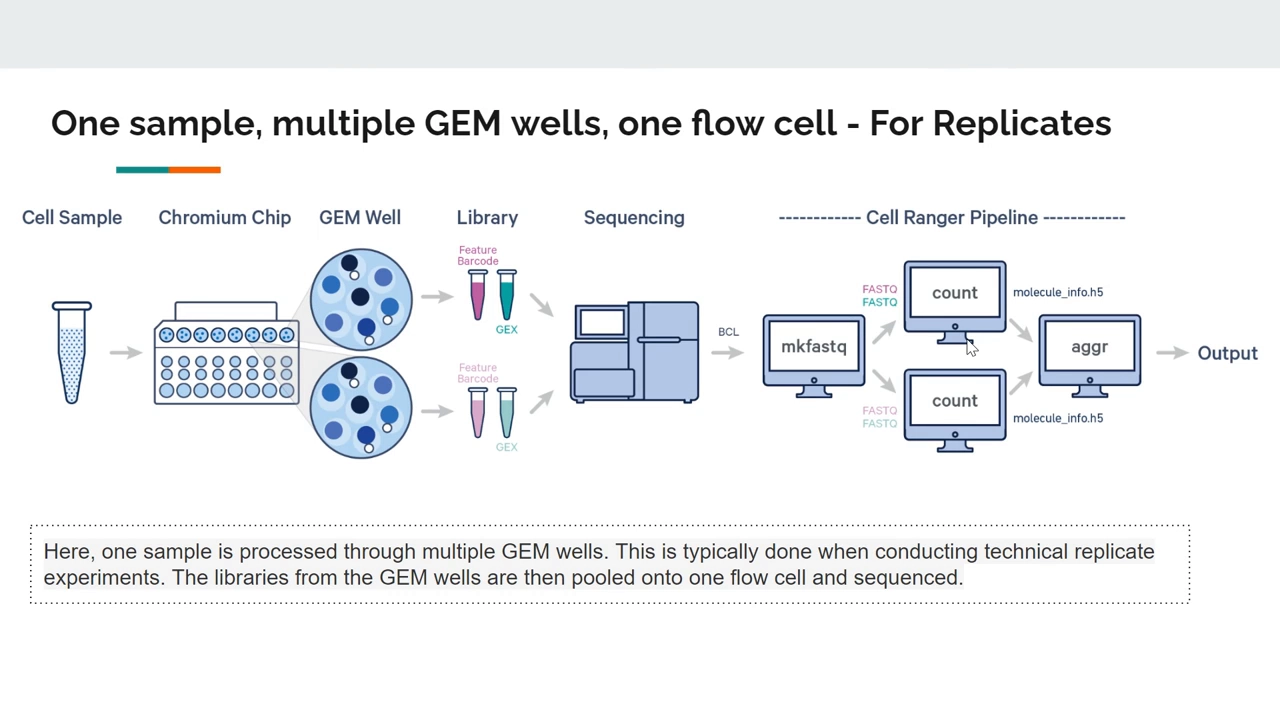 One sample, multiple GEM wells, one flow cell - For Replicates
Cell Sample
Chromium Chip
GEM Well
Library
Sequencing
------------ Cell Ranger Pipeline ------------
Feature
Barcode
GEX
Feature
Barcode
GEX
BCL
mkfastq
FASTQ
FASTQ
count
molecule_info.h5
FASTQ
FASTQ
count
molecule_info.h5
aggr
Output
Here, one sample is processed through multiple GEM wells. This is typically done when conducting technical replicate
experiments. The libraries from the GEM wells are then pooled onto one flow cell and sequenced.